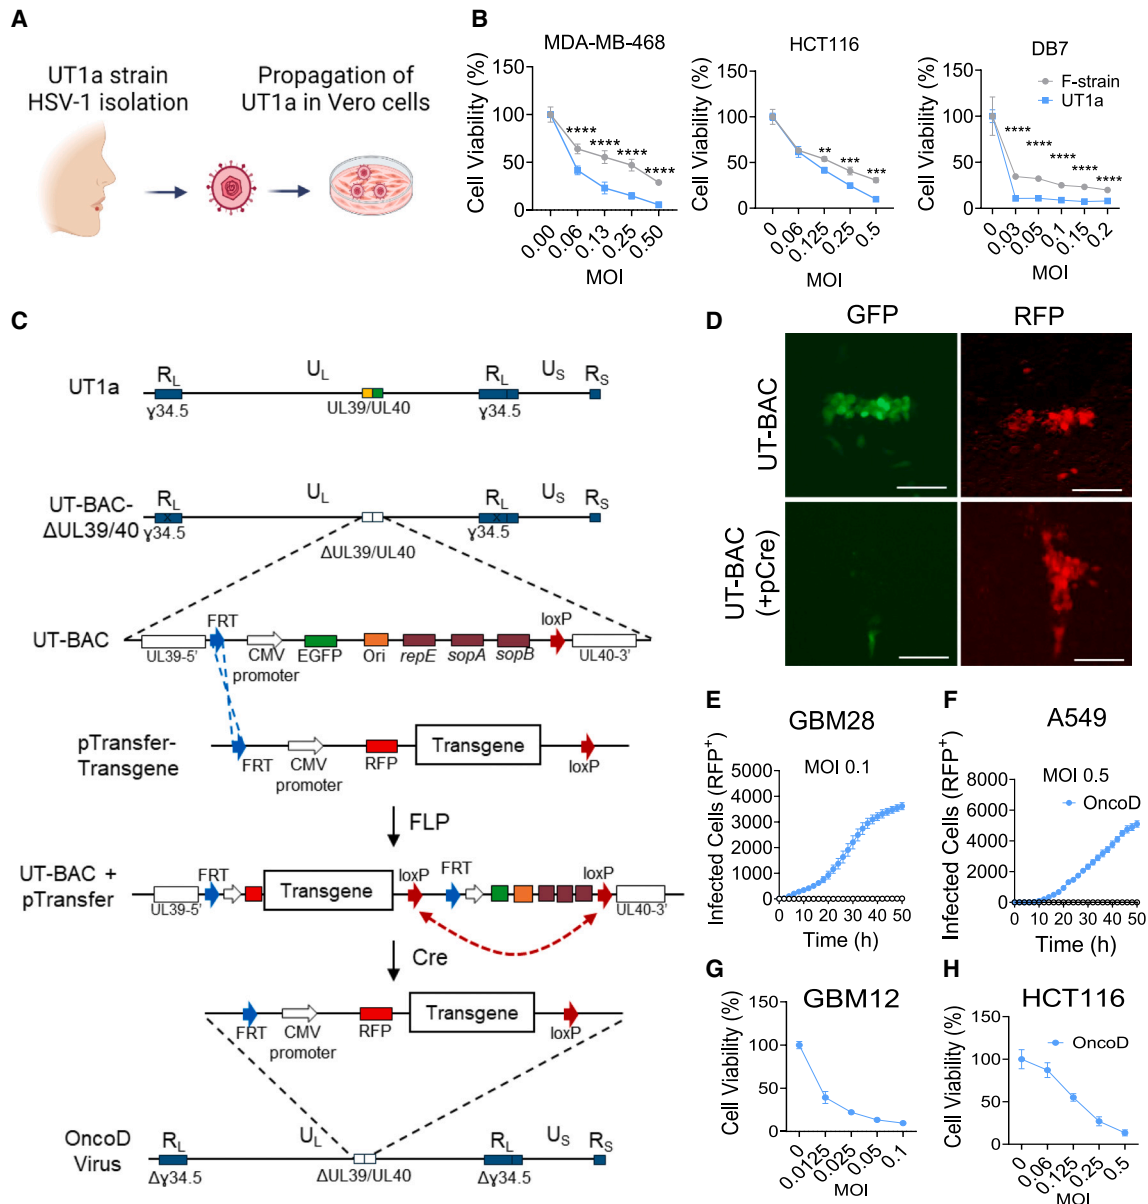 A
UT1a strain
HSV-1 isolation
Propagation of
UT1a in Vero cells
B
MDA-MB-468
Cell Viability (%)
150
100
50
0
0.00
0.06
0.13
0.25
0.50
MOI
****
****
****
****
HCT116
Cell Viability (%)
150
100
50
0
0
0.06
0.125
0.25
0.5
MOI
**
***
***
DB7
Cell Viability (%)
150
100
50
0
0
0.03
0.05
0.1
0.15
0.2
MOI
F-strain
UT1a
****
****
****
****
****
C
UT1a
RL
UL
RL
US
RS
ɣ34.5
UL39/UL40
ɣ34.5
UT-BAC-
ΔUL39/40
RL
UL
RL
US
RS
X
X
ɣ34.5
ΔUL39/UL40
ɣ34.5
UT-BAC
UL39-5'
FRT
CMV
promoter
EGFP
Ori
repE
sopA
sopB
loxP
UL40-3'
pTransfer-
Transgene
FRT
CMV
promoter
RFP
Transgene
loxP
FLP
UT-BAC +
pTransfer
UL39-5'
FRT
Transgene
loxP
FRT
loxP
UL40-3'
Cre
FRT
CMV
promoter
RFP
Transgene
loxP
OncoD
Virus
RL
UL
RL
US
RS
Δɣ34.5
ΔUL39/UL40
Δɣ34.5
D
GFP
RFP
UT-BAC
UT-BAC
(+pCre)
E
GBM28
MOI 0.1
Infected Cells (RFP+)
5000
4000
3000
2000
1000
0
0 10 20 30 40 50
Time (h)
F
A549
MOI 0.5
OncoD
Infected Cells (RFP+)
8000
6000
4000
2000
0
0 10 20 30 40 50
Time (h)
G
GBM12
Cell Viability (%)
150
100
50
0
0
0.0125
0.025
0.05
0.1
MOI
H
HCT116
OncoD
Cell Viability (%)
150
100
50
0
0
0.06
0.125
0.25
0.5
MOI